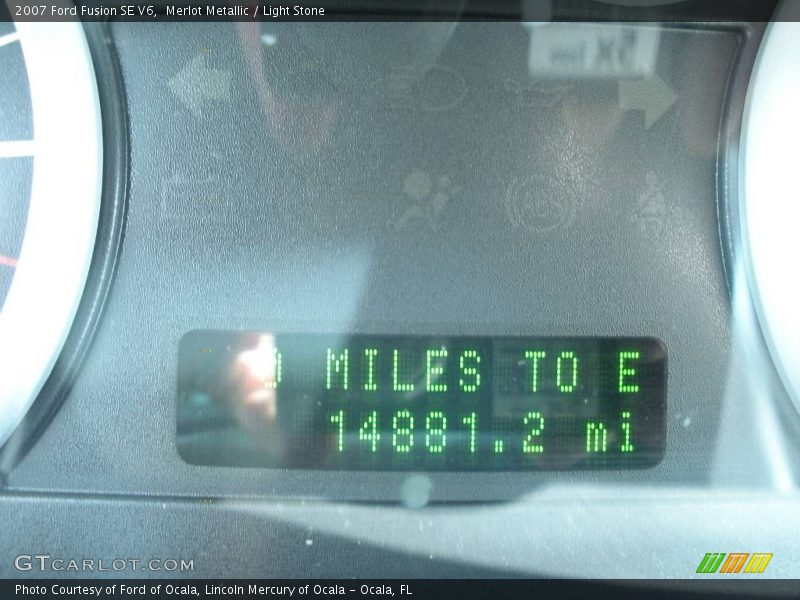 2007 Ford Fusion SE V6, Merlot Metallic / Light Stone
MILES TO E
14881.2 mi
GTCARLOT.COM
Photo Courtesy of Ford of Ocala, Lincoln Mercury of Ocala - Ocala, FL